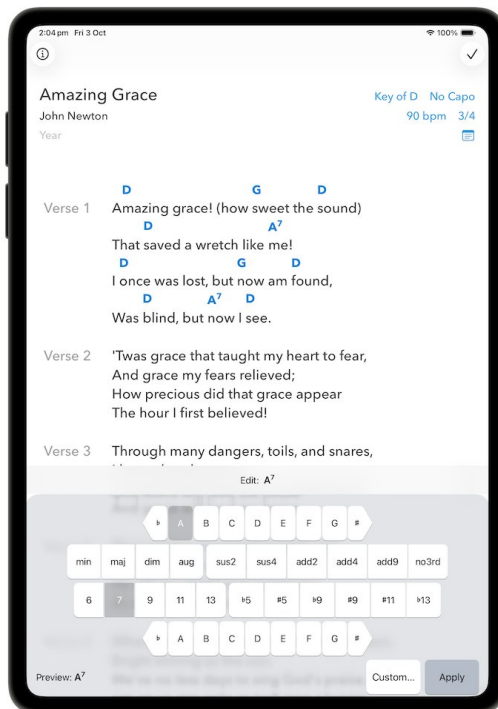 2:04 pm Fri 3 Oct 100%
Amazing Grace Key of D No Capo
John Newton 90 bpm 3/4
Year
D G D
Verse 1 Amazing grace! (how sweet the sound)
D A7
That saved a wretch like me!
D G D
I once was lost, but now am found,
D A7 D
Was blind, but now I see.
Verse 2 'Twas grace that taught my heart to fear,
And grace my fears relieved;
How precious did that grace appear
The hour I first believed!
Verse 3 Through many dangers, toils, and snares,
Edit: A7
♭ A B C D E F G ♯
min maj dim aug sus2 sus4 add2 add4 add9 no3rd
6 7 9 11 13 ♭5 ♯5 ♭9 ♯9 ♯11 ♭13
♭ A B C D E F G ♯
Preview: A7 Custom... Apply